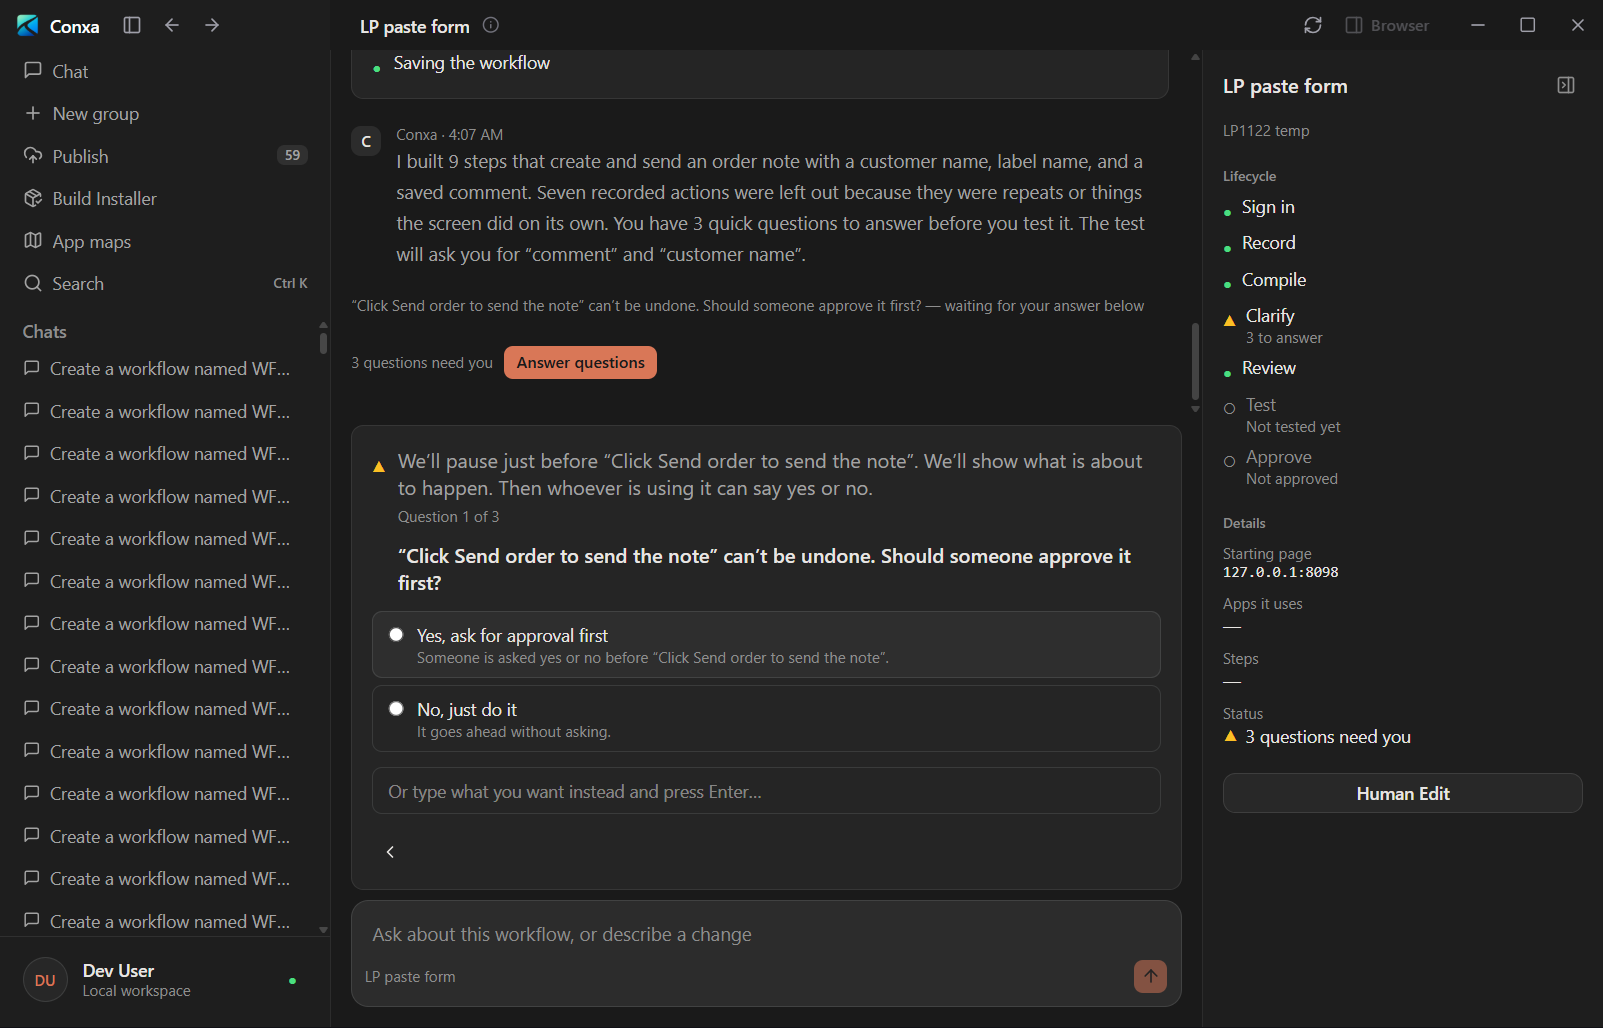 Conxa
Chat
New group
Publish 59
Build Installer
App maps
Search Ctrl K
Chats
Create a workflow named WF...
Create a workflow named WF...
Create a workflow named WF...
Create a workflow named WF...
Create a workflow named WF...
Create a workflow named WF...
Create a workflow named WF...
Create a workflow named WF...
Create a workflow named WF...
Create a workflow named WF...
Create a workflow named WF...
Create a workflow named WF...
Create a workflow named WF...
Create a workflow named WF...
DU
Dev User
Local workspace
LP paste form
Browser
Saving the workflow
C
Conxa · 4:07 AM
I built 9 steps that create and send an order note with a customer name, label name, and a
saved comment. Seven recorded actions were left out because they were repeats or things
the screen did on its own. You have 3 quick questions to answer before you test it. The test
will ask you for “comment” and “customer name”.
“Click Send order to send the note” can’t be undone. Should someone approve it first? — waiting for your answer below
3 questions need you
Answer questions
We’ll pause just before “Click Send order to send the note”. We’ll show what is about
to happen. Then whoever is using it can say yes or no.
Question 1 of 3
“Click Send order to send the note” can’t be undone. Should someone approve it
first?
Yes, ask for approval first
Someone is asked yes or no before “Click Send order to send the note”.
No, just do it
It goes ahead without asking.
Or type what you want instead and press Enter...
Ask about this workflow, or describe a change
LP paste form
LP paste form
LP1122 temp
Lifecycle
Sign in
Record
Compile
Clarify
3 to answer
Review
Test
Not tested yet
Approve
Not approved
Details
Starting page
127.0.0.1:8098
Apps it uses
—
Steps
—
Status
3 questions need you
Human Edit